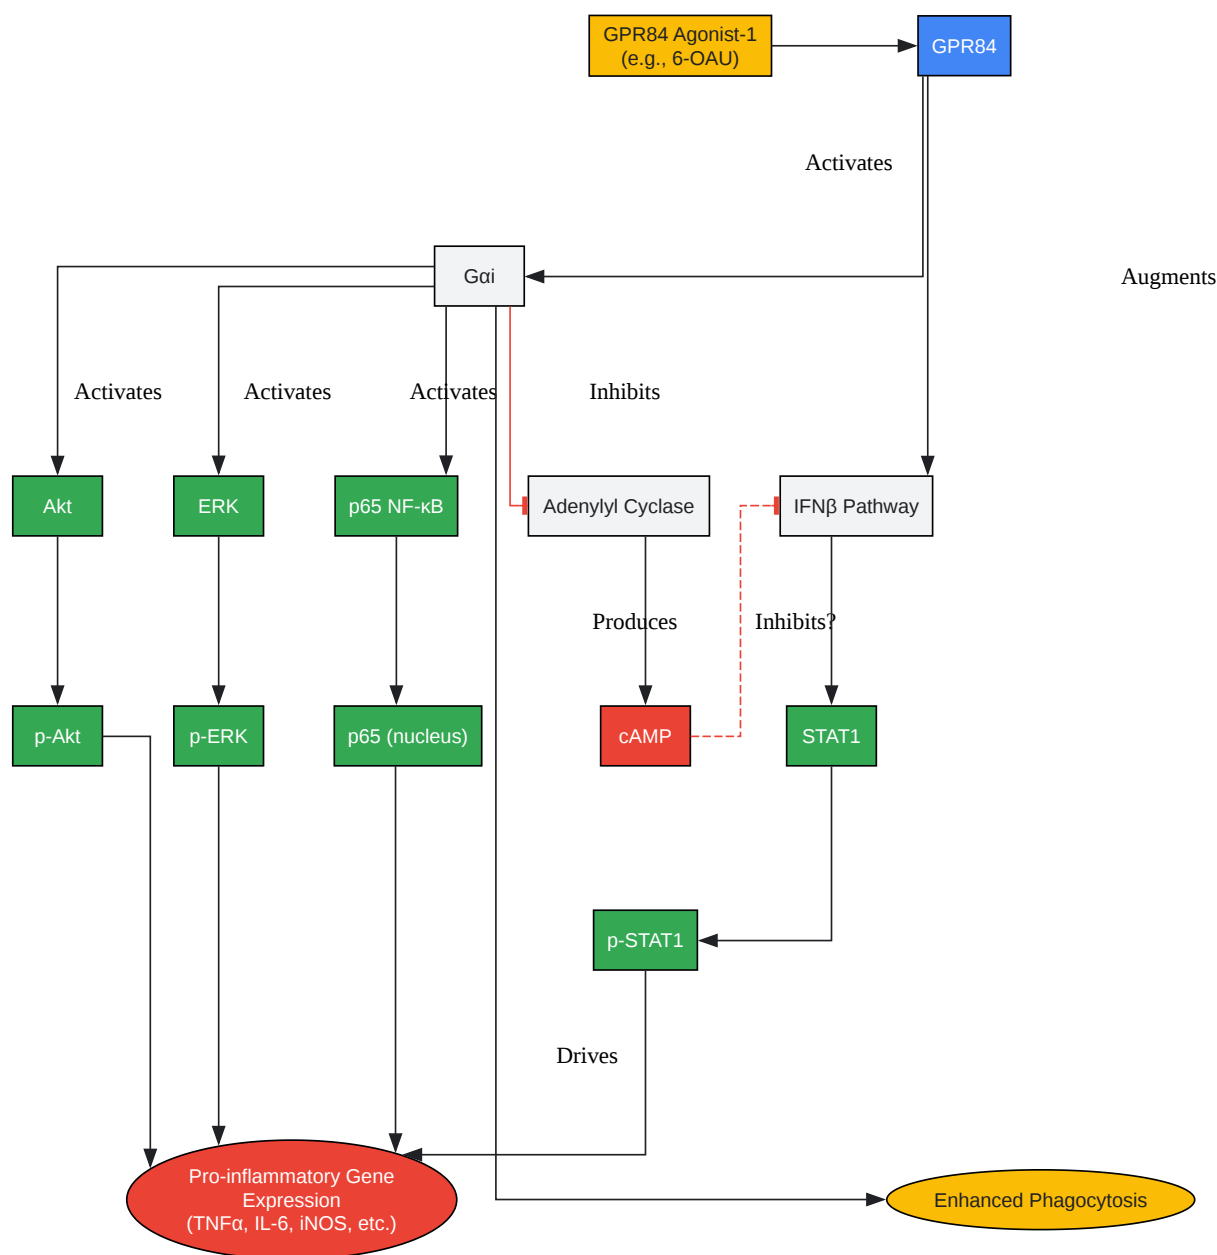 GPR84 Agonist-1
(e.g., 6-OAU)
GPR84
Activates
Gαi
Augments
Activates
Activates
Activates
Inhibits
Akt
ERK
p65 NF-κB
Adenylyl Cyclase
IFNβ Pathway
Produces
Inhibits?
p-Akt
p-ERK
p65 (nucleus)
cAMP
STAT1
p-STAT1
Drives
Pro-inflammatory Gene
Expression
(TNFα, IL-6, iNOS, etc.)
Enhanced Phagocytosis